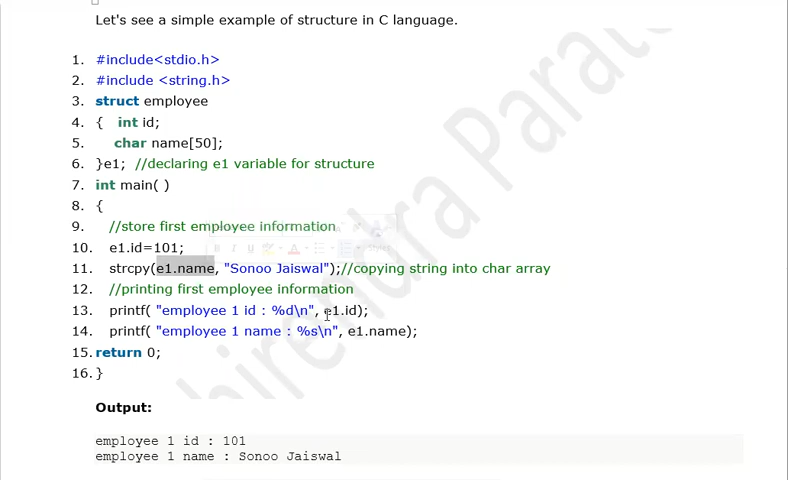 Let's see a simple example of structure in C language.
1. #include<stdio.h>
2. #include <string.h>
3. struct employee
4. { int id;
5. char name[50];
6. }e1; //declaring e1 variable for structure
7. int main( )
8. {
9. //store first employee information
10. e1.id=101;
11. strcpy(e1.name, "Sonoo Jaiswal");//copying string into char array
12. //printing first employee information
13. printf( "employee 1 id : %d\n", e1.id);
14. printf( "employee 1 name : %s\n", e1.name);
15. return 0;
16. }
Output:
employee 1 id : 101
employee 1 name : Sonoo Jaiswal